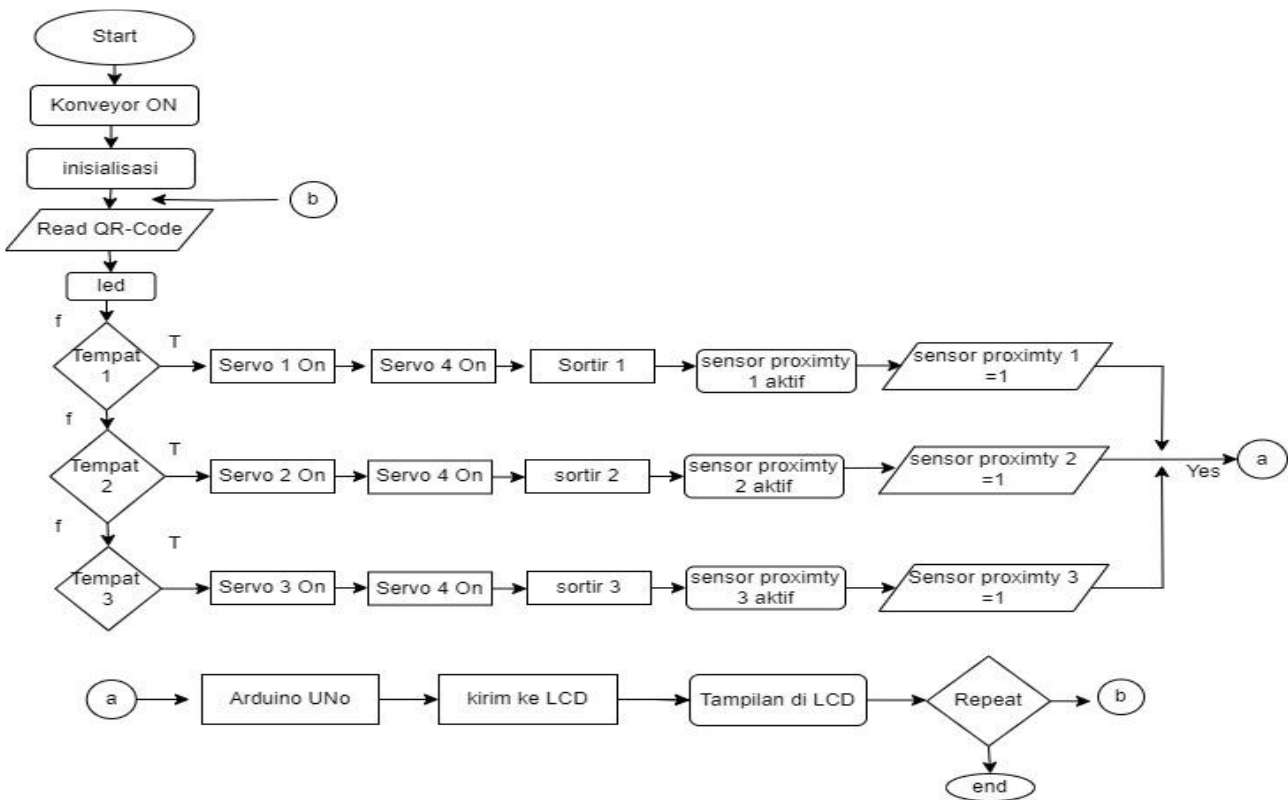 Start
Konveyor ON
inisialisasi
b
Read QR-Code
led
f
Tempat
1
T
Servo 1 On
Servo 4 On
Sortir 1
sensor proximty
1 aktif
sensor proximty 1
=1
f
Tempat
2
T
Servo 2 On
Servo 4 On
sortir 2
sensor proximty
2 aktif
sensor proximty 2
=1
Yes
a
f
Tempat
3
T
Servo 3 On
Servo 4 On
sortir 3
sensor proximty
3 aktif
Sensor proximty 3
=1
a
Arduino UNo
kirim ke LCD
Tampilan di LCD
Repeat
b
end